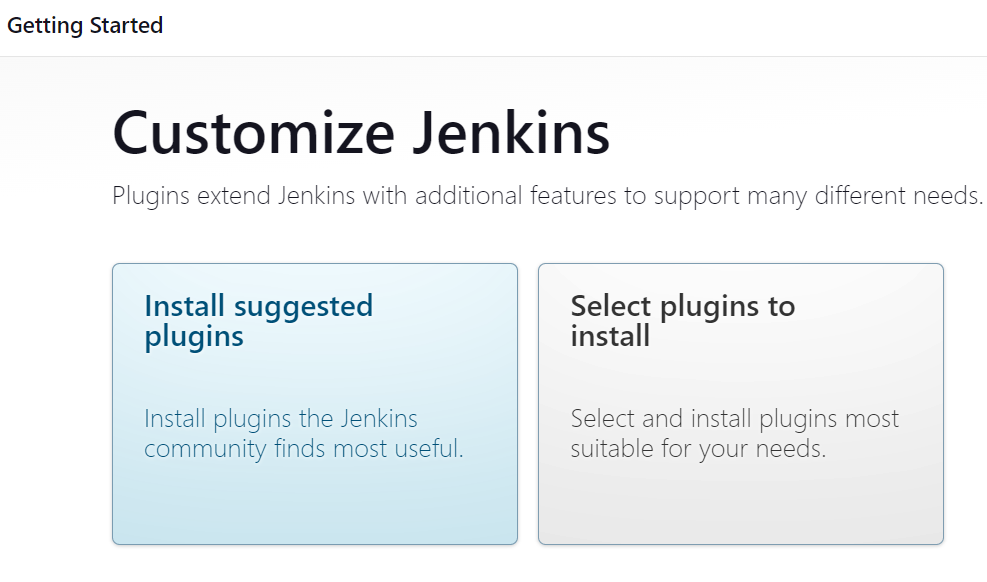 Getting Started
Customize Jenkins
Plugins extend Jenkins with additional features to support many different needs.
Install suggested
plugins
Install plugins the Jenkins
community finds most useful.
Select plugins to
install
Select and install plugins most
suitable for your needs.